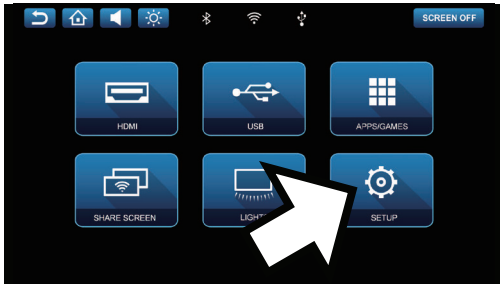 SCREEN OFF
HDMI
USB
APPS/GAMES
SHARE SCREEN
SETUP